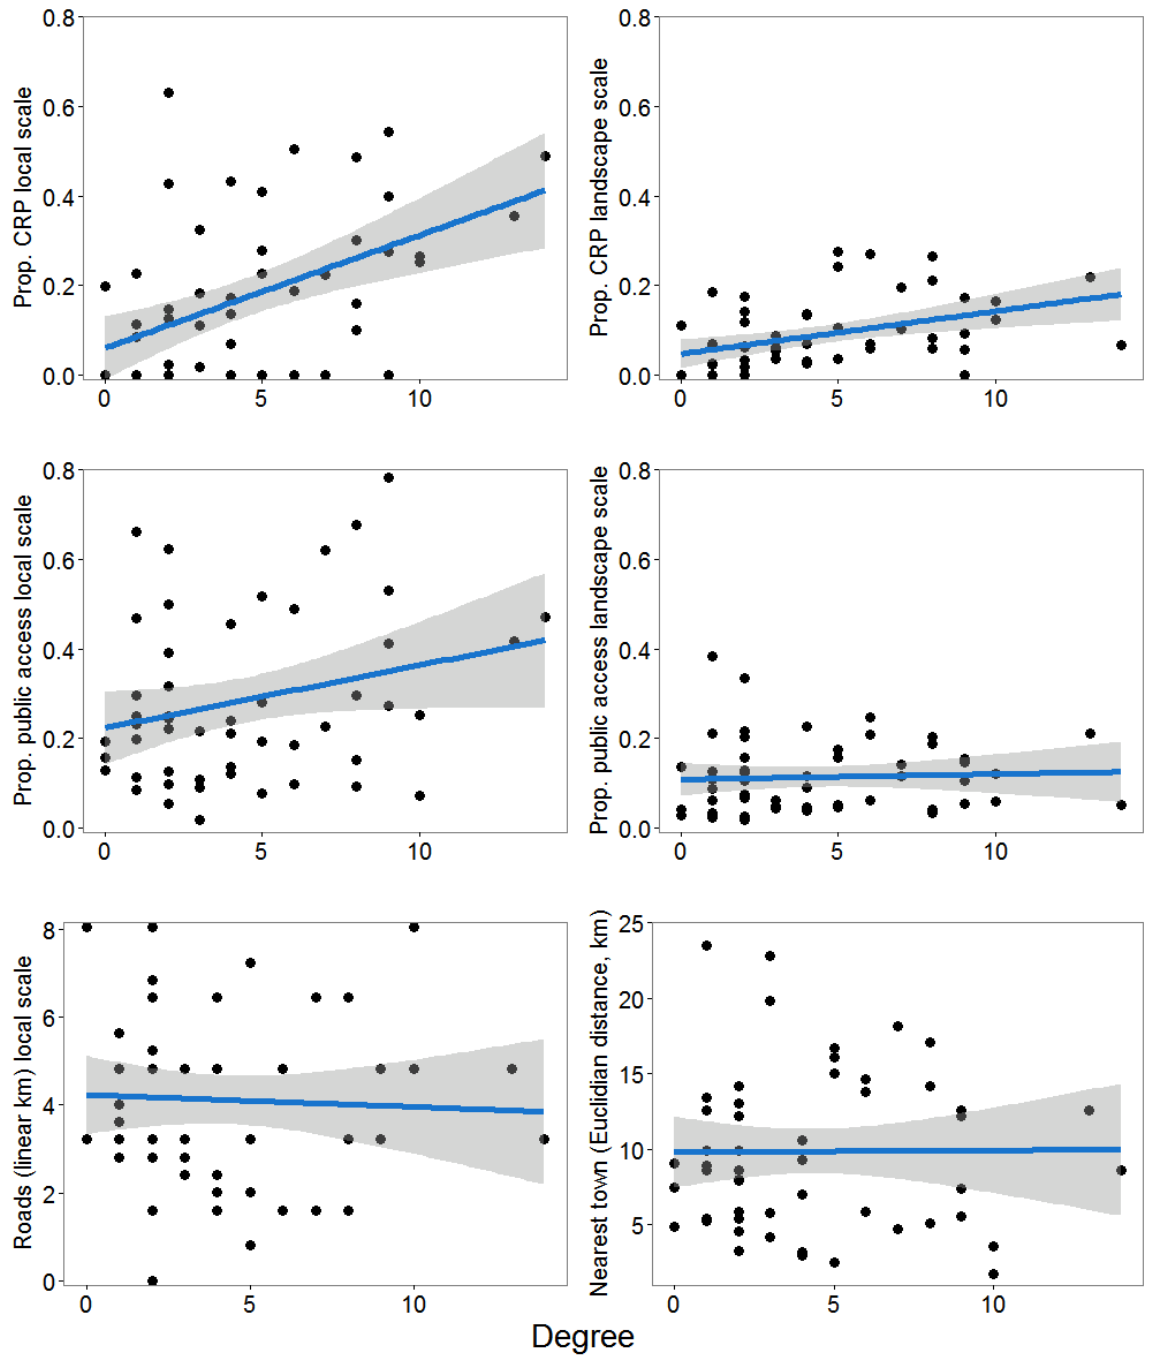 Prop. CRP local scale
0.8
0.6
0.4
0.2
0.0
0 5 10
Prop. CRP landscape scale
0.8
0.6
0.4
0.2
0.0
0 5 10
Prop. public access local scale
0.8
0.6
0.4
0.2
0.0
0 5 10
Prop. public access landscape scale
0.8
0.6
0.4
0.2
0.0
0 5 10
Roads (linear km) local scale
8
6
4
2
0
0 5 10
Nearest town (Euclidian distance, km)
25
20
15
10
5
0 5 10
Degree